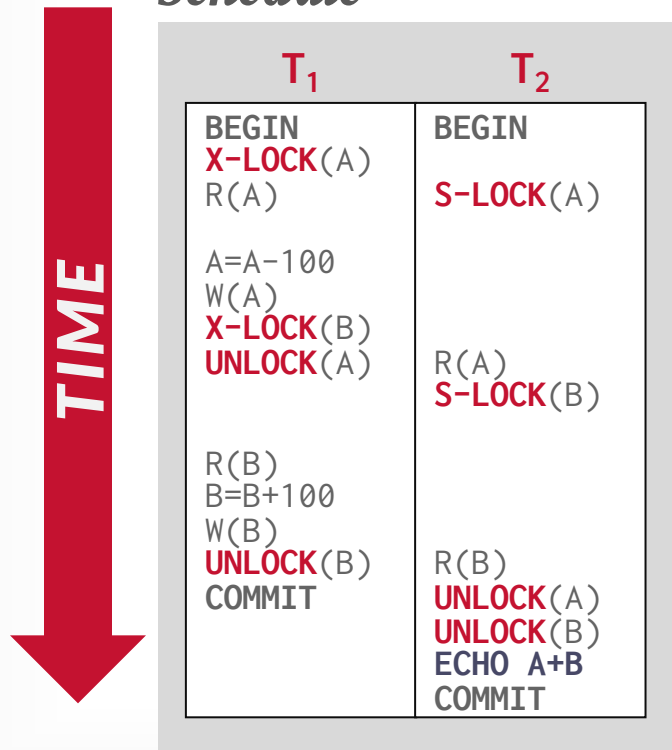 Schedule
TIME
T₁ T₂
BEGIN BEGIN
X-LOCK(A)
R(A) S-LOCK(A)
A=A-100
W(A)
X-LOCK(B)
UNLOCK(A) R(A)
S-LOCK(B)
R(B)
B=B+100
W(B)
UNLOCK(B) R(B)
COMMIT UNLOCK(A)
UNLOCK(B)
ECHO A+B
COMMIT